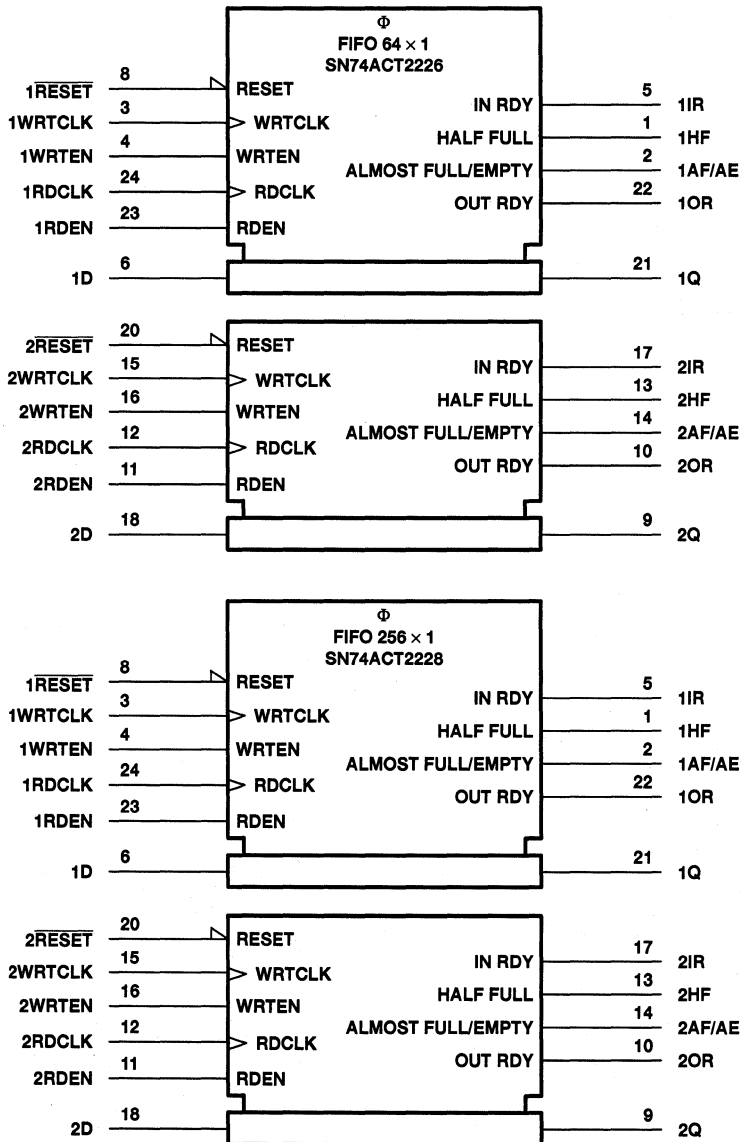 Φ
FIFO 64 × 1
SN74ACT2226
1RESET 8 RESET
IN RDY 5 1IR
1WRTCLK 3 WRTCLK
HALF FULL 1 1HF
1WRTEN 4 WRTEN
ALMOST FULL/EMPTY 2 1AF/AE
1RDCLK 24 RDCLK
OUT RDY 22 1OR
1RDEN 23 RDEN
1D 6 21 1Q
2RESET 20 RESET
IN RDY 17 2IR
2WRTCLK 15 WRTCLK
HALF FULL 13 2HF
2WRTEN 16 WRTEN
ALMOST FULL/EMPTY 14 2AF/AE
2RDCLK 12 RDCLK
OUT RDY 10 2OR
2RDEN 11 RDEN
2D 18 9 2Q
Φ
FIFO 256 × 1
SN74ACT2228
1RESET 8 RESET
IN RDY 5 1IR
1WRTCLK 3 WRTCLK
HALF FULL 1 1HF
1WRTEN 4 WRTEN
ALMOST FULL/EMPTY 2 1AF/AE
1RDCLK 24 RDCLK
OUT RDY 22 1OR
1RDEN 23 RDEN
1D 6 21 1Q
2RESET 20 RESET
IN RDY 17 2IR
2WRTCLK 15 WRTCLK
HALF FULL 13 2HF
2WRTEN 16 WRTEN
ALMOST FULL/EMPTY 14 2AF/AE
2RDCLK 12 RDCLK
OUT RDY 10 2OR
2RDEN 11 RDEN
2D 18 9 2Q